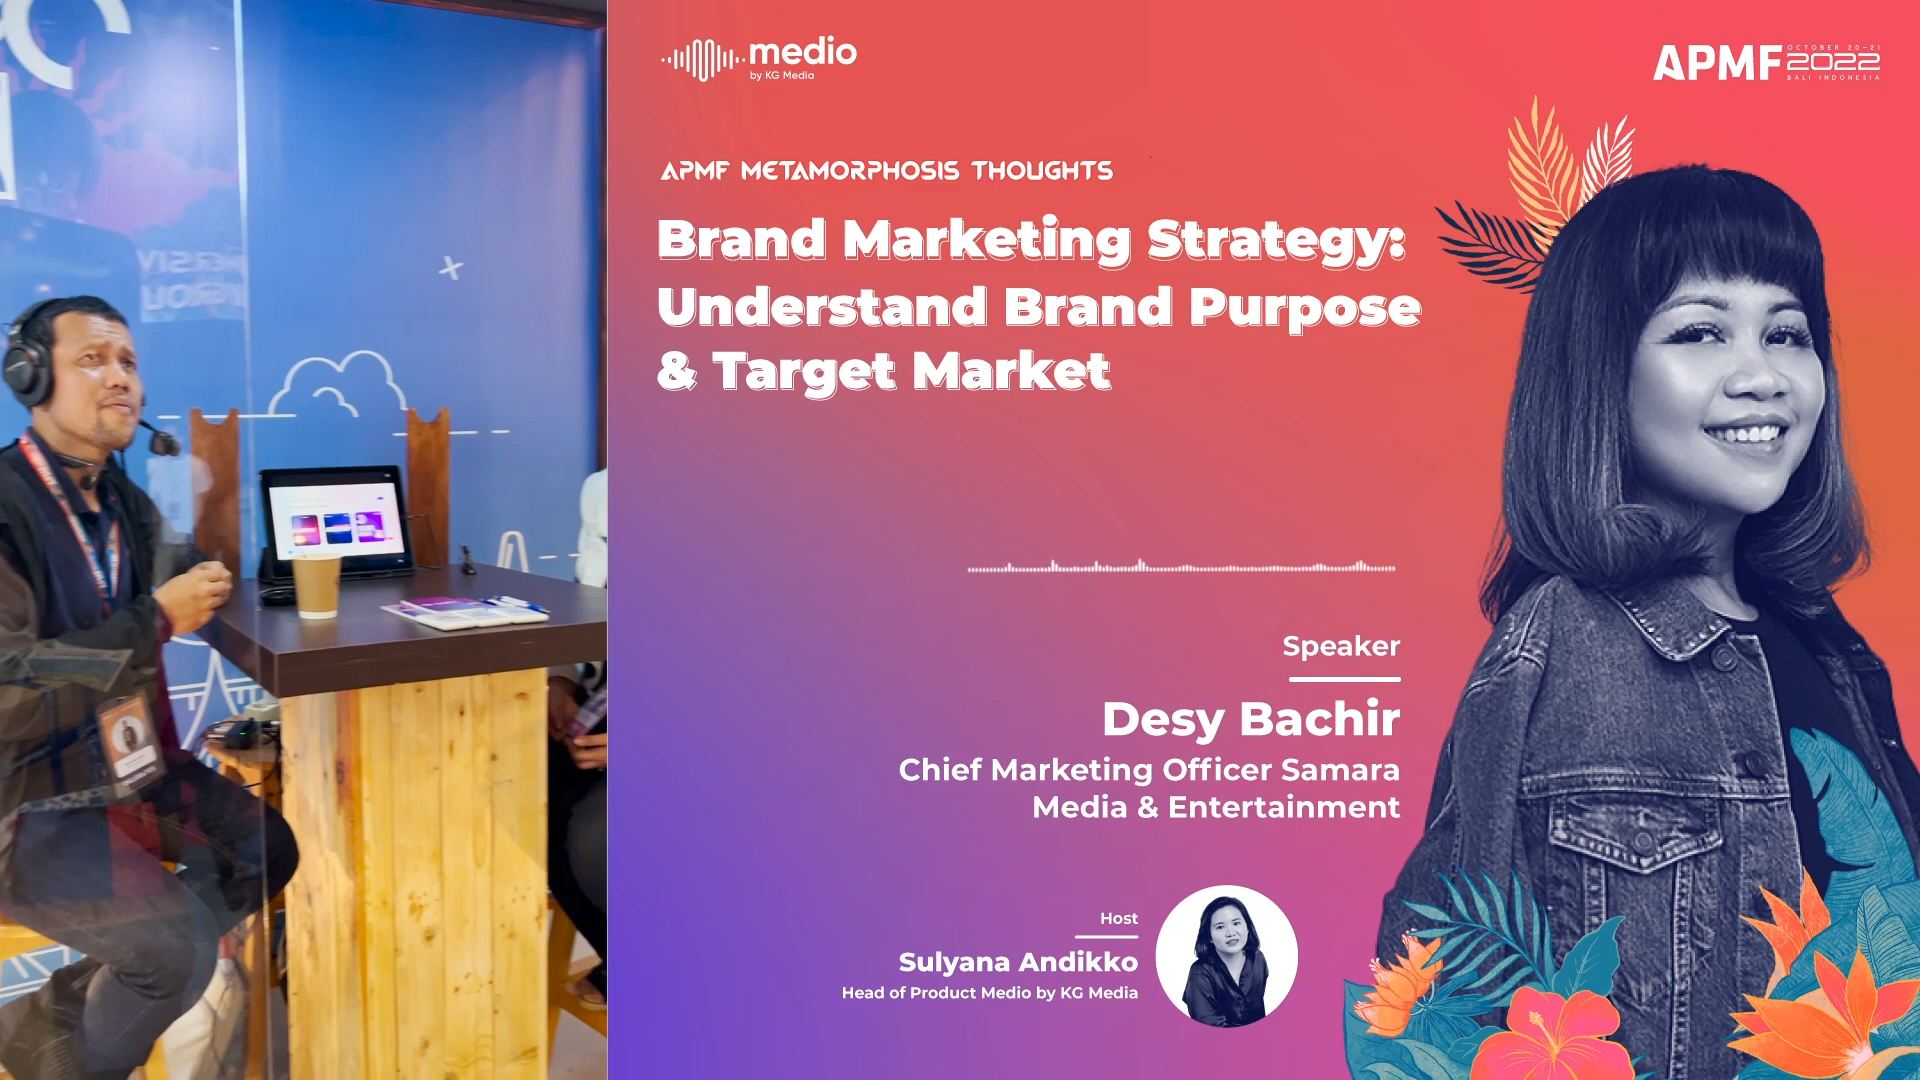 medio
by KG Media
APMF
OCTOBER 20-21
2022
BALI-INDONESIA
APMF METAMORPHOSIS THOUGHTS
Brand Marketing Strategy:
Understand Brand Purpose
& Target Market
Speaker
Desy Bachir
Chief Marketing Officer Samara
Media & Entertainment
Host
Sulyana Andikko
Head of Product Medio by KG Media